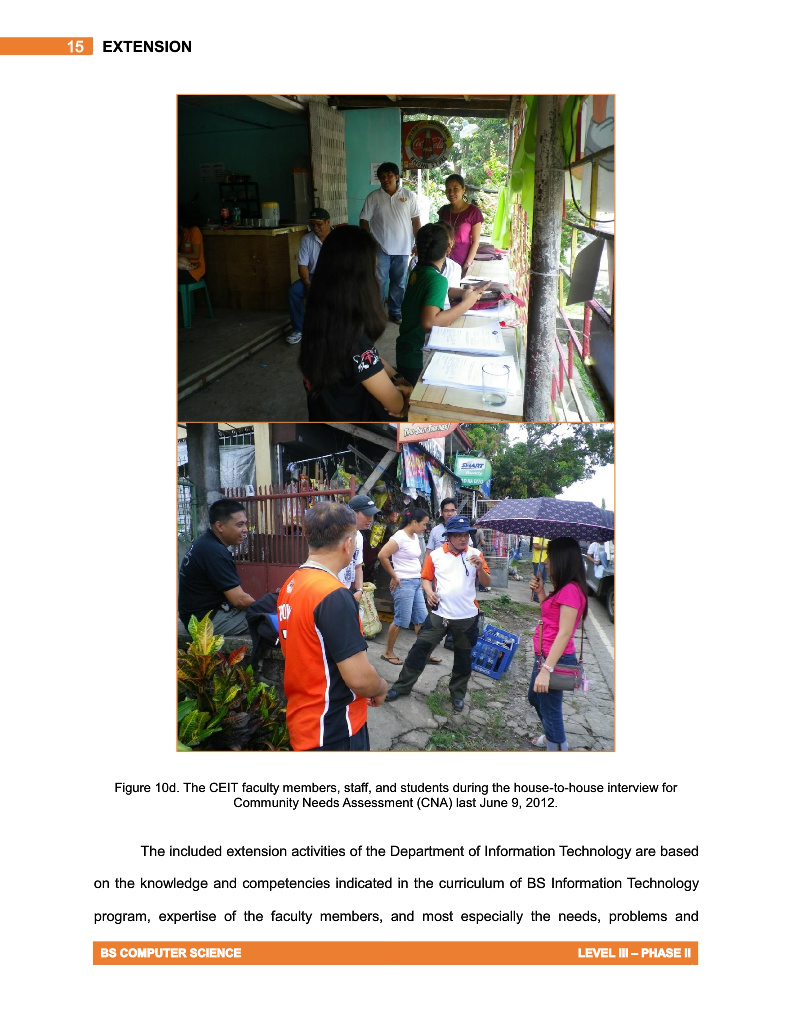 15 EXTENSION
Coca-Cola
SMART
Figure 10d. The CEIT faculty members, staff, and students during the house-to-house interview for
Community Needs Assessment (CNA) last June 9, 2012.
The included extension activities of the Department of Information Technology are based
on the knowledge and competencies indicated in the curriculum of BS Information Technology
program, expertise of the faculty members, and most especially the needs, problems and
BS COMPUTER SCIENCE LEVEL III – PHASE II